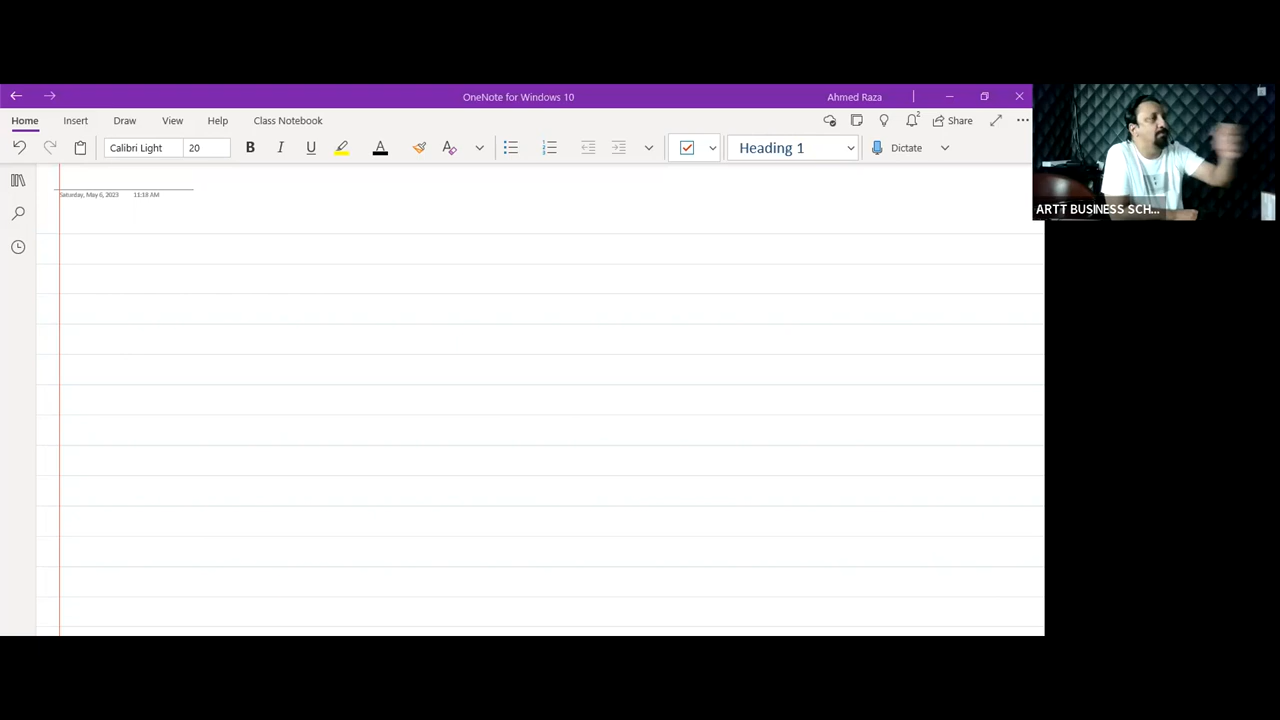 OneNote for Windows 10
Ahmed Raza
Home Insert Draw View Help Class Notebook
2 Share
Calibri Light 20 B I U A Heading 1 Dictate
Saturday, May 6, 2023 11:18 AM
ARTT BUSINESS SCH...